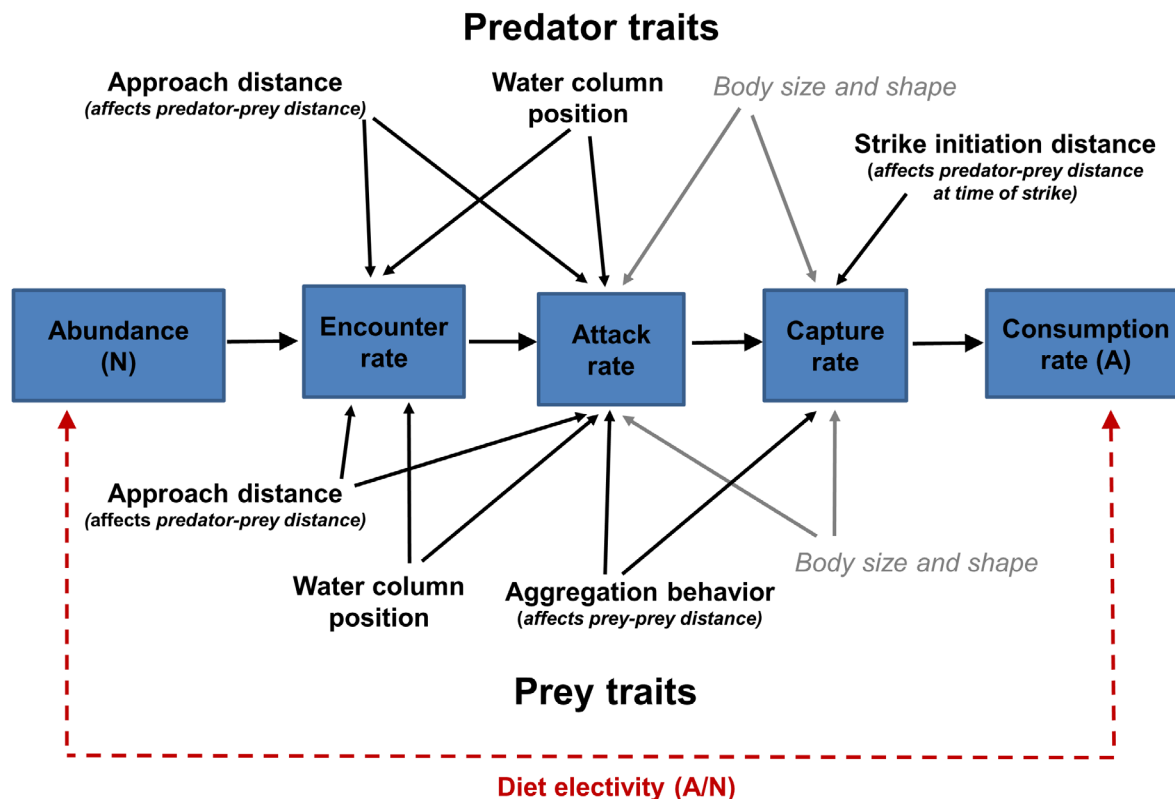 Predator traits
Approach distance
(affects predator-prey distance)
Water column
position
Body size and shape
Strike initiation distance
(affects predator-prey distance
at time of strike)
Abundance
(N)
Encounter
rate
Attack
rate
Capture
rate
Consumption
rate (A)
Approach distance
(affects predator-prey distance)
Water column
position
Aggregation behavior
(affects prey-prey distance)
Body size and shape
Prey traits
Diet electivity (A/N)